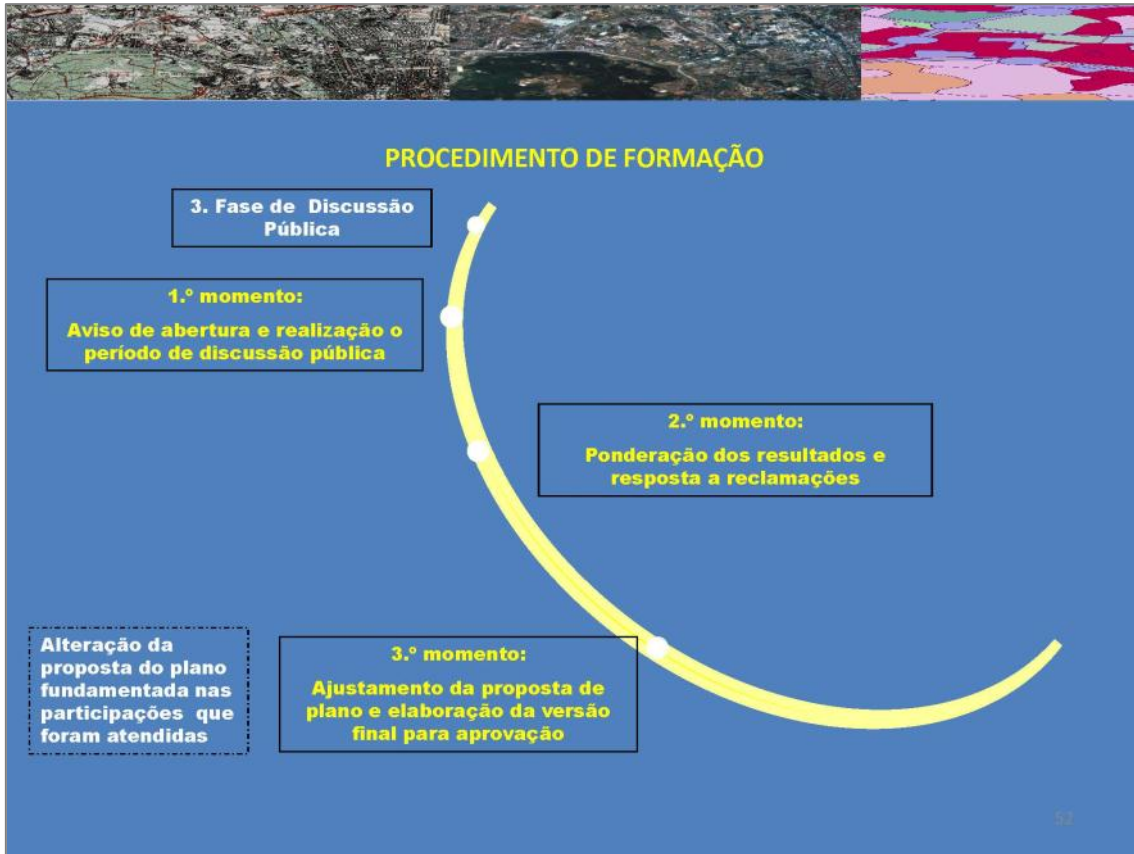 PROCEDIMENTO DE FORMAÇÃO
3. Fase de Discussão
Pública
1.º momento:
Aviso de abertura e realização o
período de discussão pública
2.º momento:
Ponderação dos resultados e
resposta a reclamações
Alteração da
proposta do plano
fundamentada nas
participações que
foram atendidas
3.º momento:
Ajustamento da proposta de
plano e elaboração da versão
final para aprovação
52